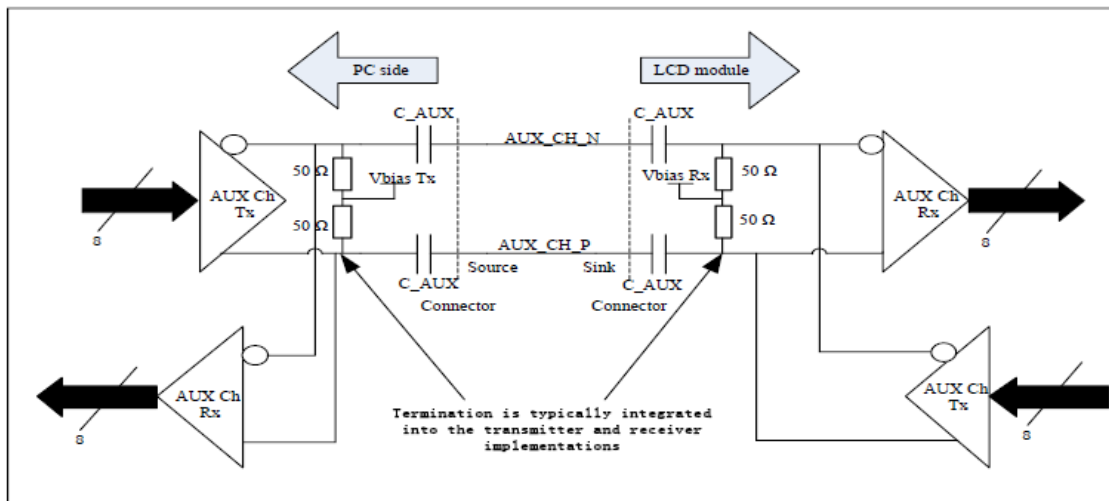 PC side
LCD module
C_AUX
C_AUX
AUX_CH_N
50 Ω
Vbias Tx
Vbias Rx
50 Ω
AUX Ch
Tx
AUX Ch
Rx
50 Ω
50 Ω
8
8
AUX_CH_P
Source
Sink
C_AUX
C_AUX
Connector
Connector
AUX Ch
Rx
AUX Ch
Tx
8
8
Termination is typically integrated
into the transmitter and receiver
implementations